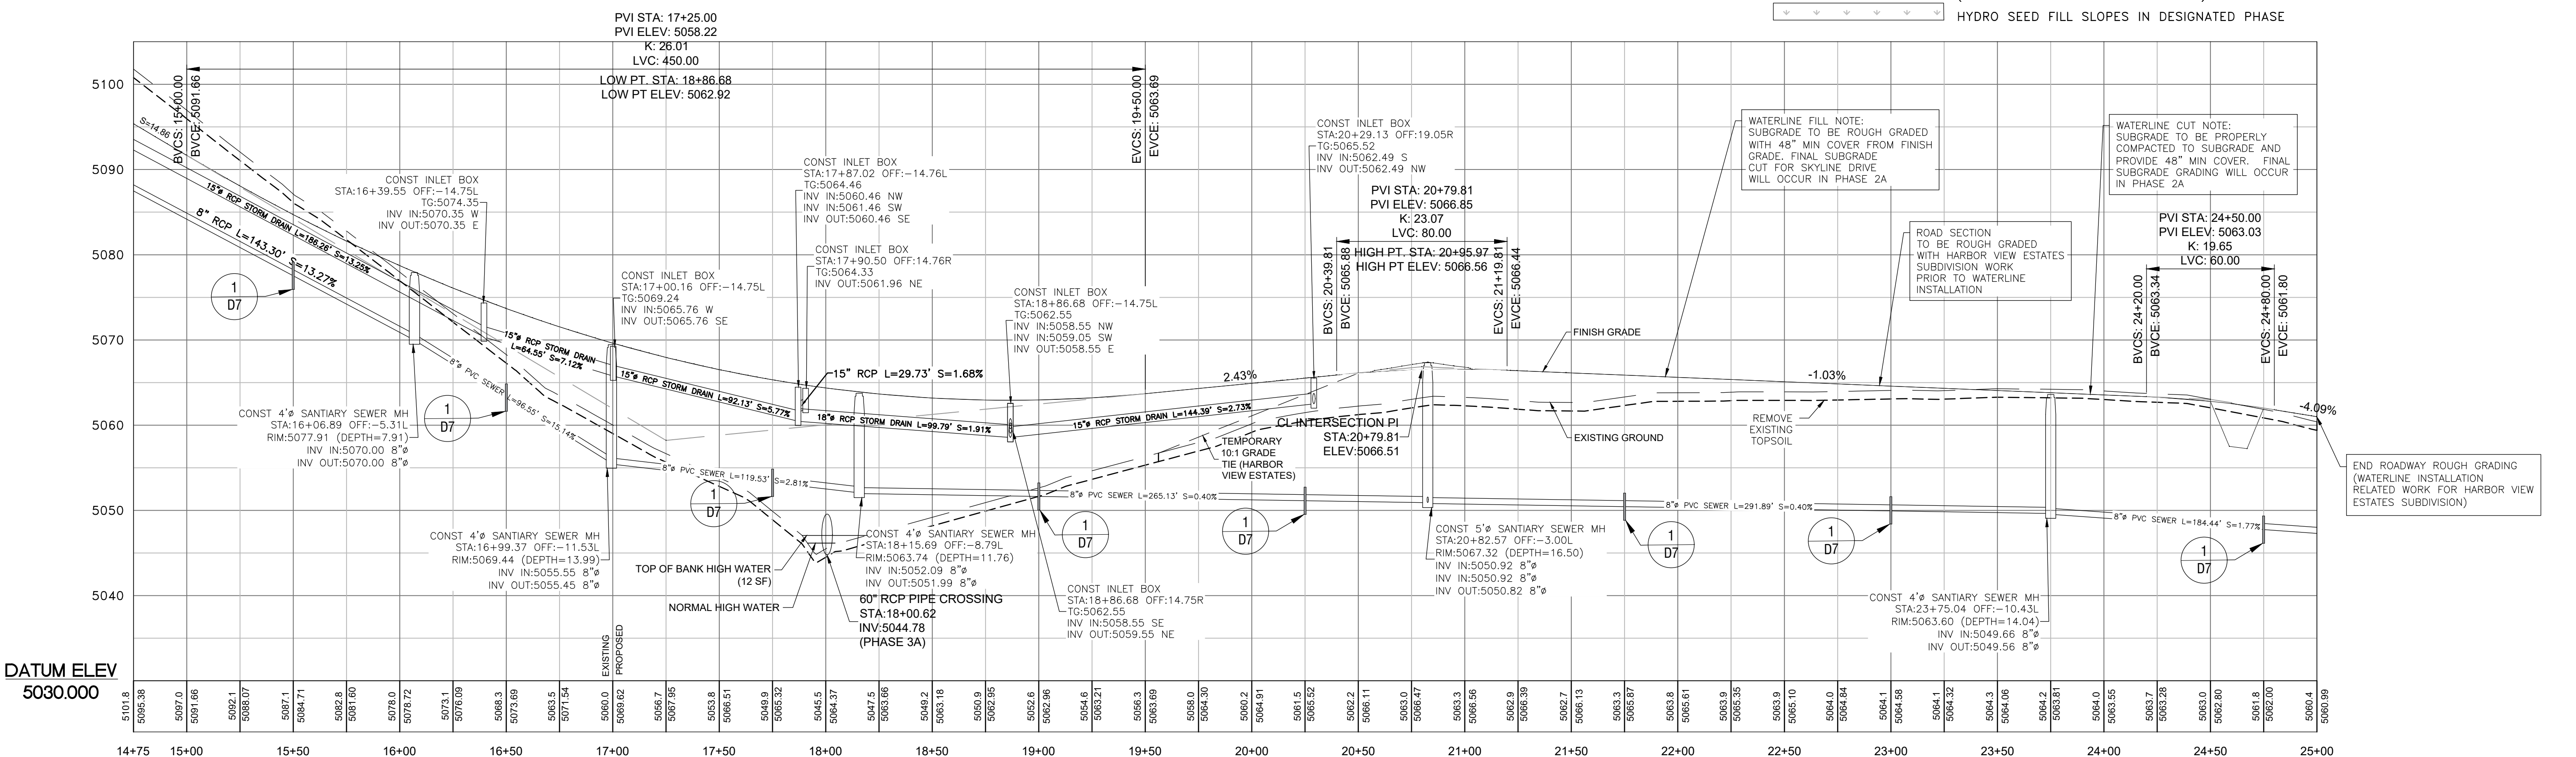 HYDRO SEED FILL SLOPES IN DESIGNATED PHASE
PVI STA: 17+25.00
PVI ELEV: 5058.22
K: 26.01
LVC: 450.00
LOW PT. STA: 18+86.68
LOW PT ELEV: 5062.92
BVCS: 15+00.00
BVCE: 5091.66
EVCS: 19+50.00
EVCE: 5063.69
5100
5090
5080
5070
5060
5050
5040
DATUM ELEV
5030.000
S=14.86
15"ø RCP STORM DRAIN L=186.26' S=13.25%
8" RCP L=143.30' S=13.27%
1
D7
CONST INLET BOX
STA:16+39.55 OFF:-14.75L
TG:5074.35
INV IN:5070.35 W
INV OUT:5070.35 E
CONST 4'ø SANTIARY SEWER MH
STA:16+06.89 OFF:-5.31L
RIM:5077.91 (DEPTH=7.91)
INV IN:5070.00 8"ø
INV OUT:5070.00 8"ø
1
D7
8"ø PVC SEWER L=96.55' S=15.14%
15"ø RCP STORM DRAIN
L=64.55' S=7.12%
CONST INLET BOX
STA:17+00.16 OFF:-14.75L
TG:5069.24
INV IN:5065.76 W
INV OUT:5065.76 SE
15"ø RCP STORM DRAIN L=92.13' S=5.77%
CONST 4'ø SANTIARY SEWER MH
STA:16+99.37 OFF:-11.53L
RIM:5069.44 (DEPTH=13.99)
INV IN:5055.55 8"ø
INV OUT:5055.45 8"ø
8"ø PVC SEWER L=119.53' S=2.81%
1
D7
CONST INLET BOX
STA:17+87.02 OFF:-14.76L
TG:5064.46
INV IN:5060.46 NW
INV IN:5061.46 SW
INV OUT:5060.46 SE
CONST INLET BOX
STA:17+90.50 OFF:14.76R
TG:5064.33
INV OUT:5061.96 NE
15" RCP L=29.73' S=1.68%
18"ø RCP STORM DRAIN L=99.79' S=1.91%
TOP OF BANK HIGH WATER
(12 SF)
NORMAL HIGH WATER
CONST 4'ø SANTIARY SEWER MH
STA:18+15.69 OFF:-8.79L
RIM:5063.74 (DEPTH=11.76)
INV IN:5052.09 8"ø
INV OUT:5051.99 8"ø
60" RCP PIPE CROSSING
STA:18+00.62
INV:5044.78
(PHASE 3A)
CONST INLET BOX
STA:18+86.68 OFF:-14.75L
TG:5062.55
INV IN:5058.55 NW
INV IN:5059.05 SW
INV OUT:5058.55 E
15"ø RCP STORM DRAIN L=144.39' S=2.73%
2.43%
8"ø PVC SEWER L=265.13' S=0.40%
1
D7
CONST INLET BOX
STA:18+86.68 OFF:14.75R
TG:5062.55
INV IN:5058.55 SE
INV OUT:5059.55 NE
TEMPORARY
10:1 GRADE
TIE (HARBOR
VIEW ESTATES)
1
D7
CONST INLET BOX
STA:20+29.13 OFF:19.05R
TG:5065.52
INV IN:5062.49 S
INV OUT:5062.49 NW
PVI STA: 20+79.81
PVI ELEV: 5066.85
K: 23.07
LVC: 80.00
HIGH PT. STA: 20+95.97
HIGH PT ELEV: 5066.56
BVCS: 20+39.81
BVCE: 5065.88
EVCS: 21+19.81
EVCE: 5066.44
CL INTERSECTION PI
STA:20+79.81
ELEV:5066.51
CONST 5'ø SANTIARY SEWER MH
STA:20+82.57 OFF:-3.00L
RIM:5067.32 (DEPTH=16.50)
INV IN:5050.92 8"ø
INV IN:5050.92 8"ø
INV OUT:5050.82 8"ø
FINISH GRADE
EXISTING GROUND
WATERLINE FILL NOTE:
SUBGRADE TO BE ROUGH GRADED
WITH 48" MIN COVER FROM FINISH
GRADE. FINAL SUBGRADE
CUT FOR SKYLINE DRIVE
WILL OCCUR IN PHASE 2A
REMOVE
EXISTING
TOPSOIL
-1.03%
8"ø PVC SEWER L=291.89' S=0.40%
1
D7
1
D7
ROAD SECTION
TO BE ROUGH GRADED
WITH HARBOR VIEW ESTATES
SUBDIVISION WORK
PRIOR TO WATERLINE
INSTALLATION
WATERLINE CUT NOTE:
SUBGRADE TO BE PROPERLY
COMPACTED TO SUBGRADE AND
PROVIDE 48" MIN COVER. FINAL
SUBGRADE GRADING WILL OCCUR
IN PHASE 2A
PVI STA: 24+50.00
PVI ELEV: 5063.03
K: 19.65
LVC: 60.00
BVCS: 24+20.00
BVCE: 5063.34
EVCS: 24+80.00
EVCE: 5061.80
-4.09%
CONST 4'ø SANTIARY SEWER MH
STA:23+75.04 OFF:-10.43L
RIM:5063.60 (DEPTH=14.04)
INV IN:5049.66 8"ø
INV OUT:5049.56 8"ø
8"ø PVC SEWER L=184.44' S=1.77%
1
D7
END ROADWAY ROUGH GRADING
(WATERLINE INSTALLATION
RELATED WORK FOR HARBOR VIEW
ESTATES SUBDIVISION)
EXISTING
PROPOSED
5101.8
5095.38
5097.0
5091.66
5092.1
5088.07
5087.1
5084.71
5082.8
5081.60
5078.0
5078.72
5073.1
5076.09
5068.3
5073.69
5063.5
5071.54
5060.0
5069.62
5056.7
5067.95
5053.8
5066.51
5049.9
5065.32
5045.5
5064.37
5047.5
5063.66
5049.2
5063.18
5050.9
5062.95
5052.6
5062.96
5054.6
5063.21
5056.3
5063.69
5058.0
5064.30
5060.2
5064.91
5061.5
5065.52
5062.2
5066.11
5063.0
5066.47
5063.3
5066.56
5062.9
5066.39
5062.7
5066.13
5063.3
5065.87
5063.8
5065.61
5063.9
5065.35
5063.9
5065.10
5064.0
5064.84
5064.1
5064.58
5064.1
5064.32
5064.3
5064.06
5064.2
5063.81
5064.0
5063.55
5063.7
5063.28
5063.0
5062.80
5061.8
5062.00
5060.4
5060.99
14+75 15+00 15+50 16+00 16+50 17+00 17+50 18+00 18+50 19+00 19+50 20+00 20+50 21+00 21+50 22+00 22+50 23+00 23+50 24+00 24+50 25+00